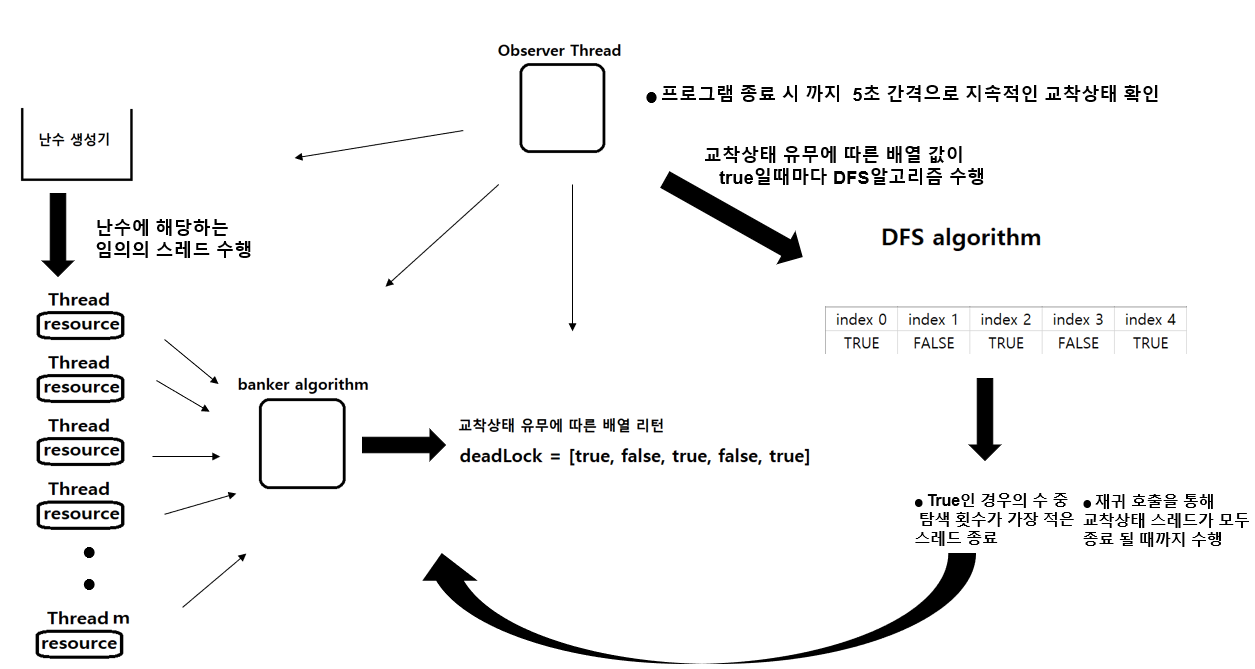 Observer Thread
● 프로그램 종료 시 까지 5초 간격으로 지속적인 교착상태 확인
난수 생성기
교착상태 유무에 따른 배열 값이
true일때마다 DFS알고리즘 수행
난수에 해당하는
임의의 스레드 수행
DFS algorithm
Thread
resource
index 0 index 1 index 2 index 3 index 4
TRUE FALSE TRUE FALSE TRUE
Thread
resource
banker algorithm
Thread
resource
교착상태 유무에 따른 배열 리턴
deadLock = [true, false, true, false, true]
Thread
resource
● True인 경우의 수 중
탐색 횟수가 가장 적은
스레드 종료
● 재귀 호출을 통해
교착상태 스레드가 모두
종료 될 때까지 수행
Thread m
resource